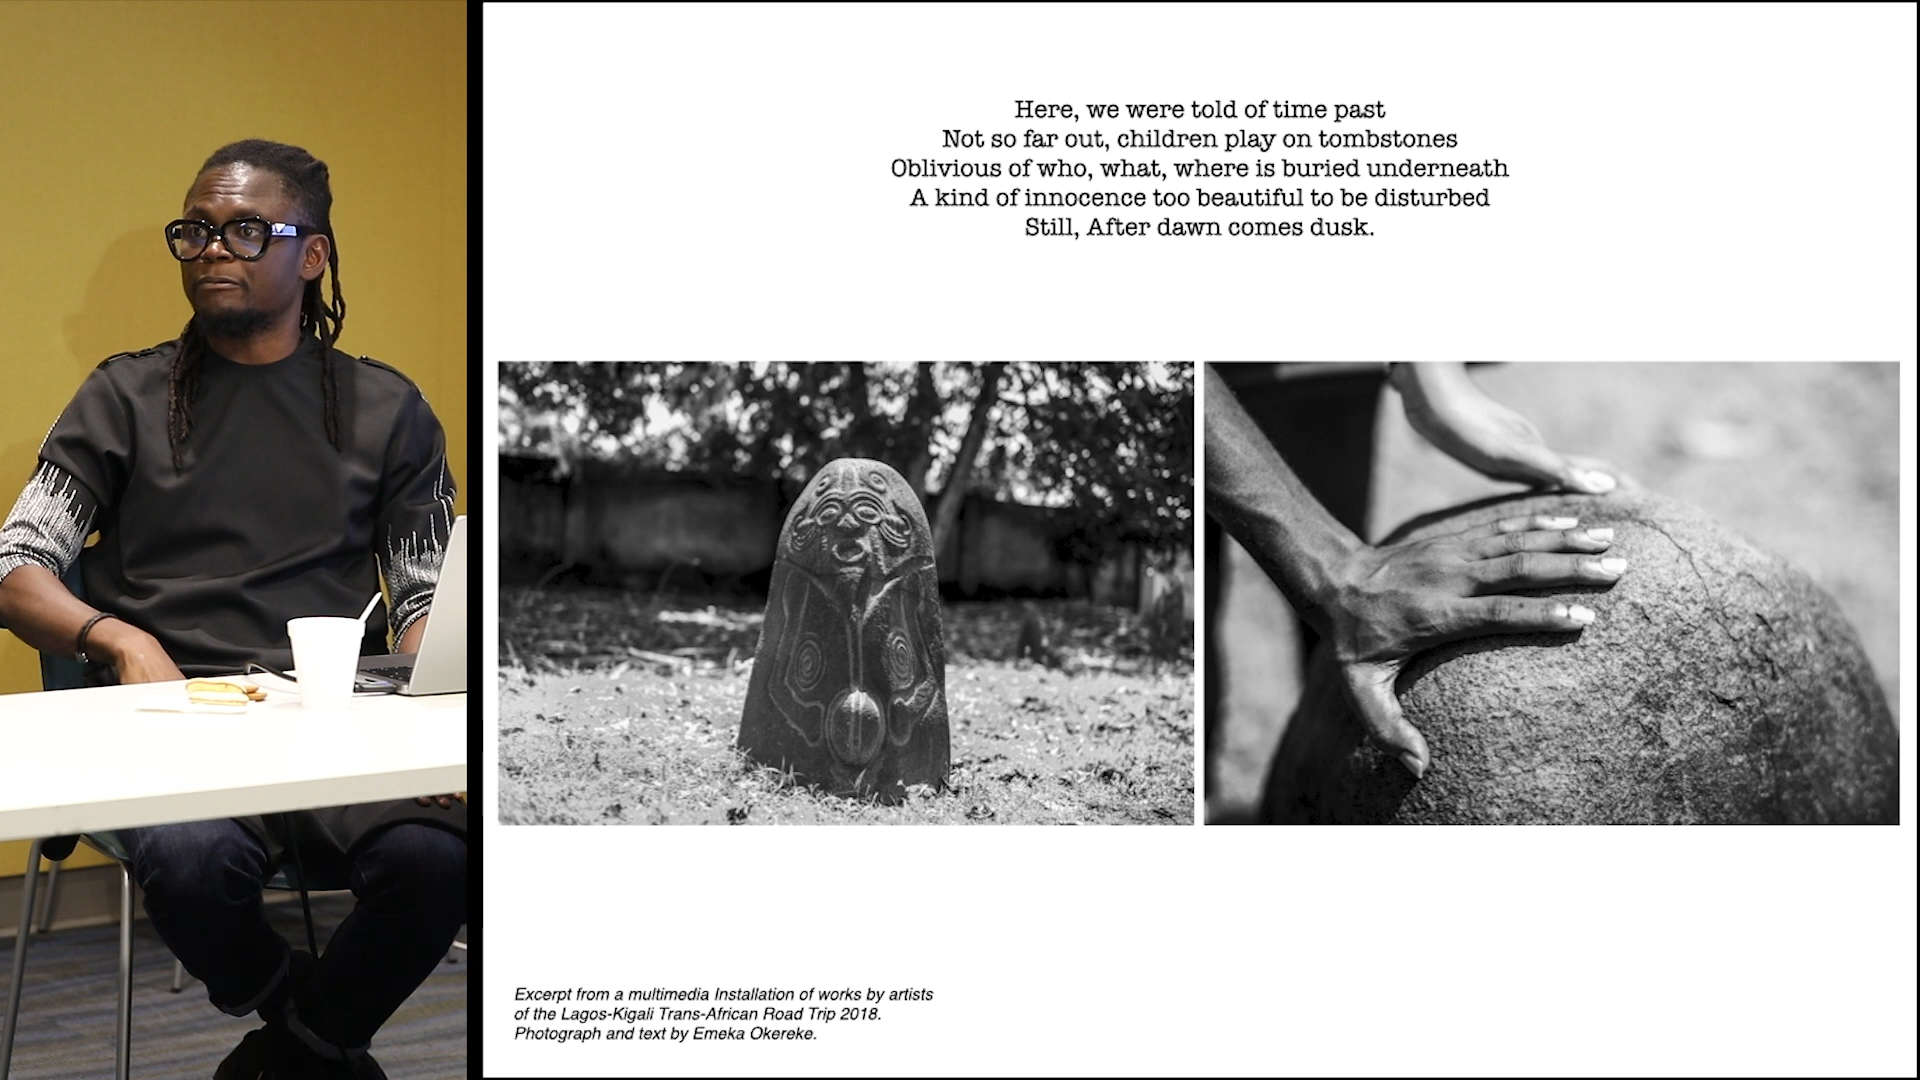 Here, we were told of time past
Not so far out, children play on tombstones
Oblivious of who, what, where is buried underneath
A kind of innocence too beautiful to be disturbed
Still, After dawn comes dusk.
Excerpt from a multimedia Installation of works by artists
of the Lagos-Kigali Trans-African Road Trip 2018.
Photograph and text by Emeka Okereke.